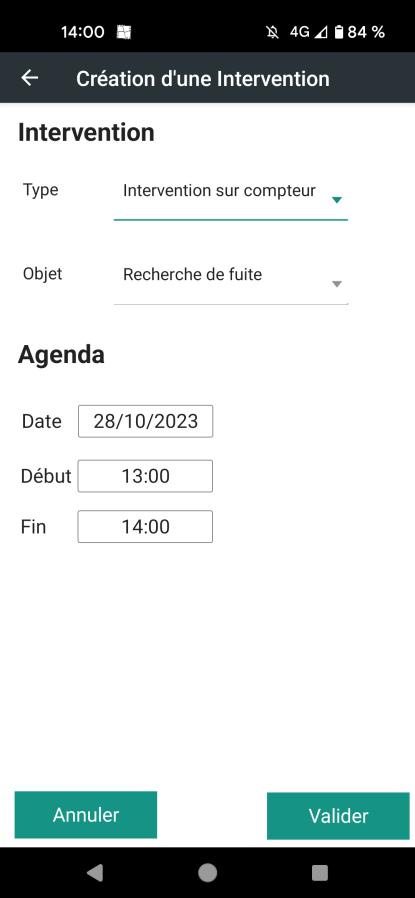 14:00 4G 84 %
Création d'une Intervention
Intervention
Type Intervention sur compteur
Objet Recherche de fuite
Agenda
Date 28/10/2023
Début 13:00
Fin 14:00
Annuler Valider